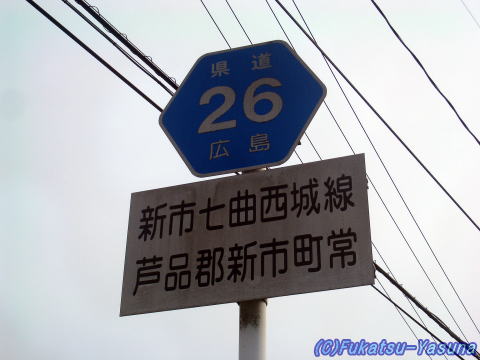 県道
26
広島
新市七曲西城線
芦品郡新市町常
(C)Fukatsu-Yasuna